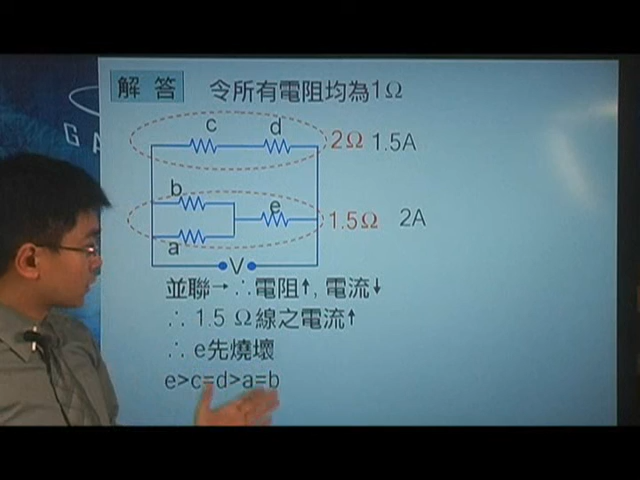 解答
令所有電阻均為1Ω
c d
2Ω 1.5A
b
e
1.5Ω 2A
a
V
並聯→∴電阻↑, 電流↓
∴ 1.5 Ω線之電流↑
∴ e先燒壞
e>c=d>a=b
G A